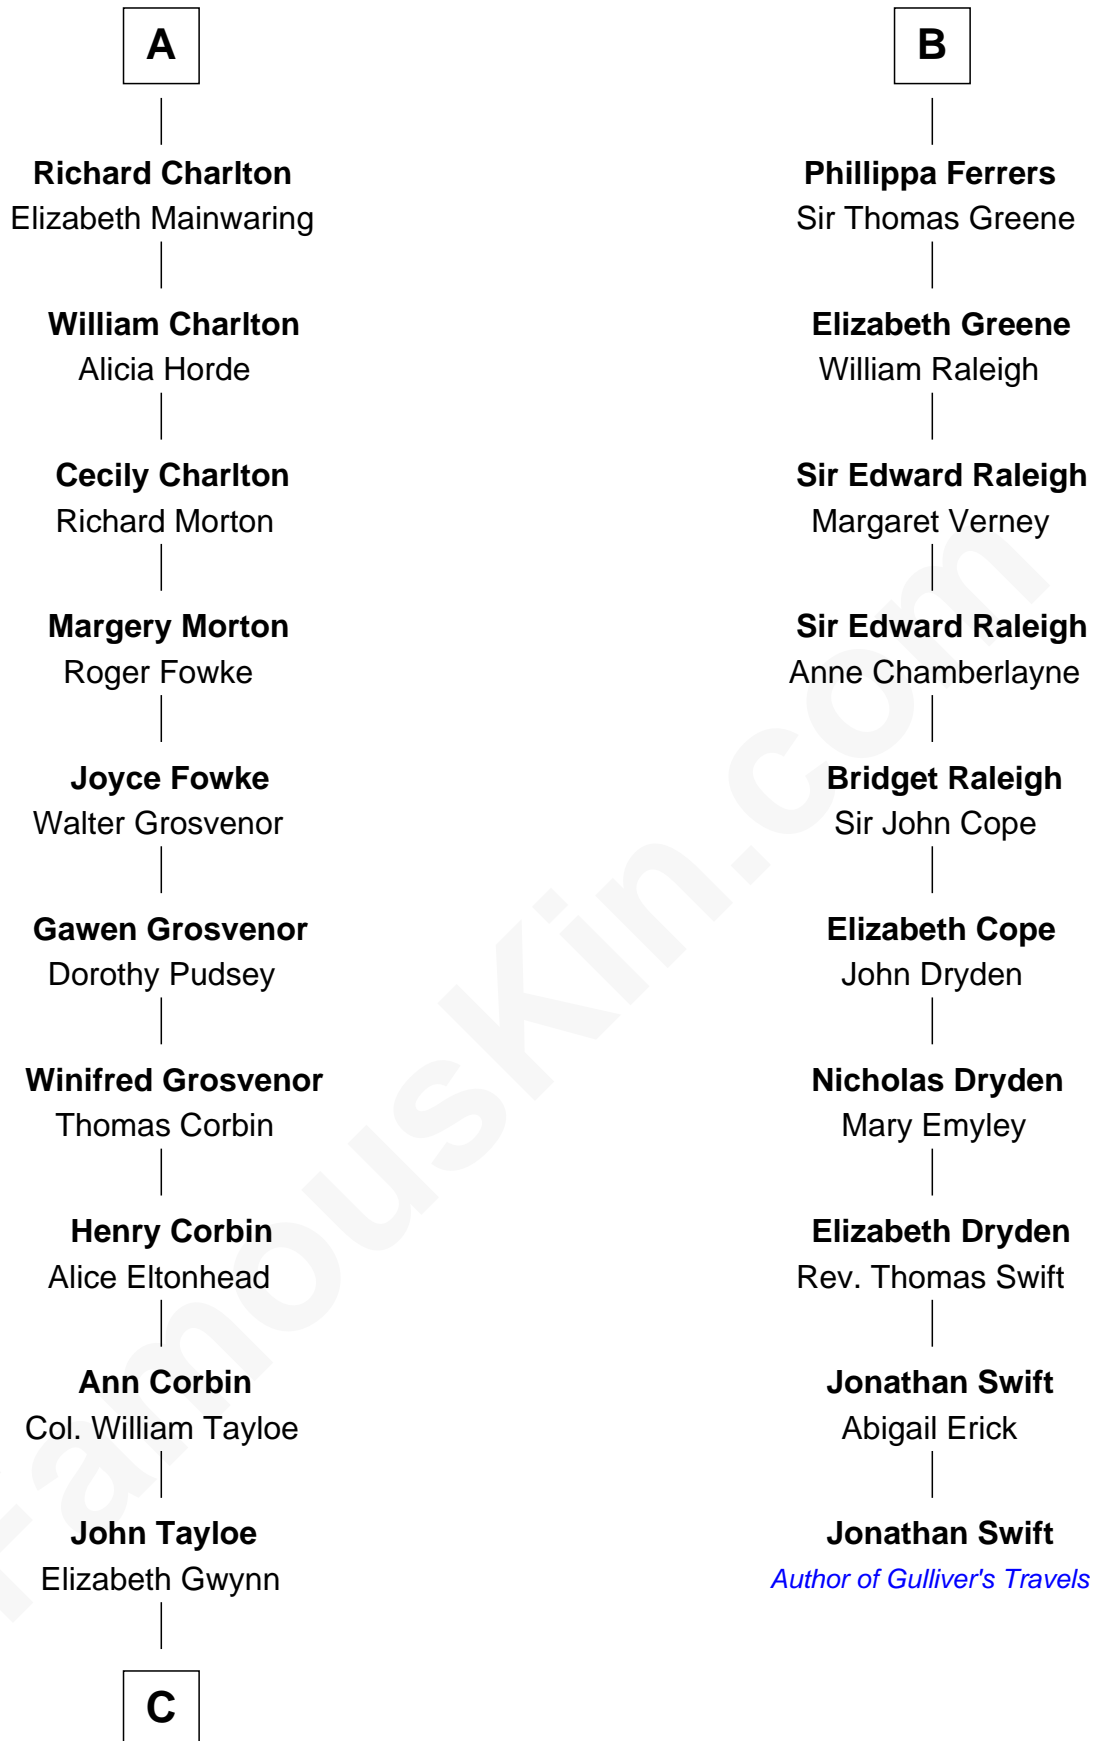 A
Richard Charlton
Elizabeth Mainwaring
William Charlton
Alicia Horde
Cecily Charlton
Richard Morton
Margery Morton
Roger Fowke
Joyce Fowke
Walter Grosvenor
Gawen Grosvenor
Dorothy Pudsey
Winifred Grosvenor
Thomas Corbin
Henry Corbin
Alice Eltonhead
Ann Corbin
Col. William Tayloe
John Tayloe
Elizabeth Gwynn
C
B
Phillippa Ferrers
Sir Thomas Greene
Elizabeth Greene
William Raleigh
Sir Edward Raleigh
Margaret Verney
Sir Edward Raleigh
Anne Chamberlayne
Bridget Raleigh
Sir John Cope
Elizabeth Cope
John Dryden
Nicholas Dryden
Mary Emyley
Elizabeth Dryden
Rev. Thomas Swift
Jonathan Swift
Abigail Erick
Jonathan Swift
Author of Gulliver's Travels
FamousKin.com